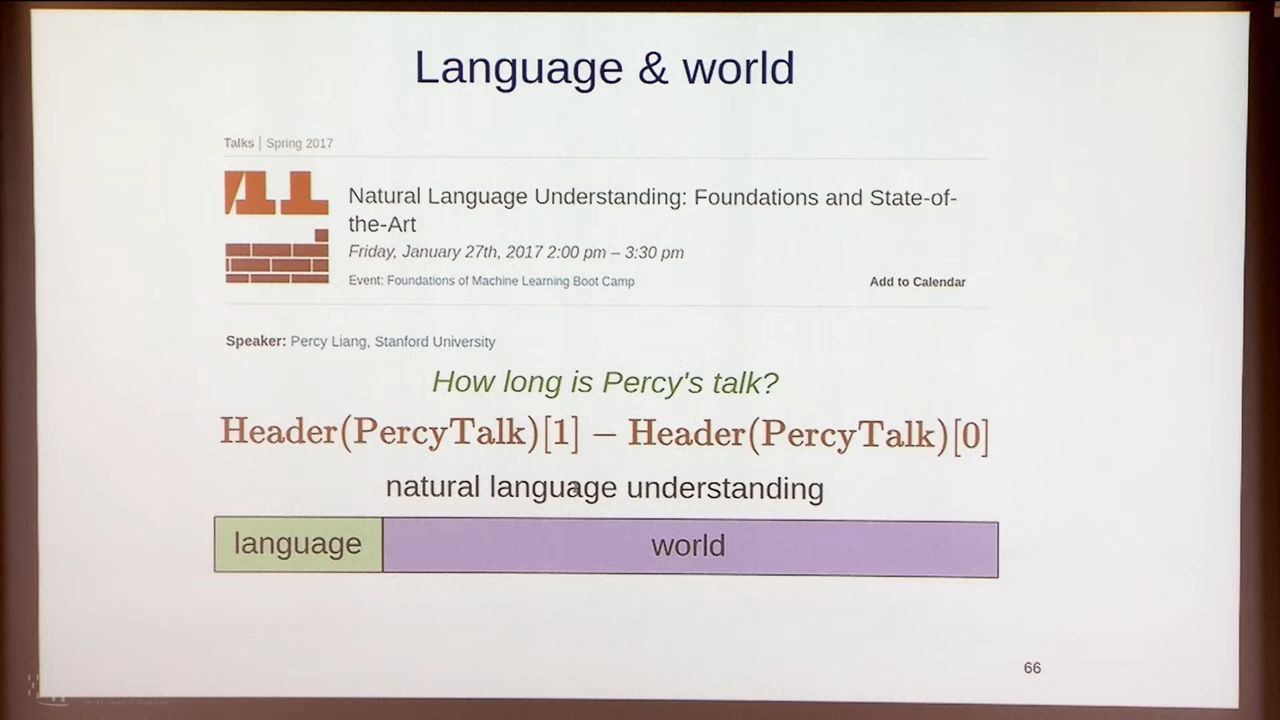 Language & world
Talks | Spring 2017
Natural Language Understanding: Foundations and State-of-
the-Art
Friday, January 27th, 2017 2:00 pm – 3:30 pm
Event: Foundations of Machine Learning Boot Camp
Add to Calendar
Speaker: Percy Liang, Stanford University
How long is Percy's talk?
Header(PercyTalk)[1] − Header(PercyTalk)[0]
natural language understanding
language
world
66